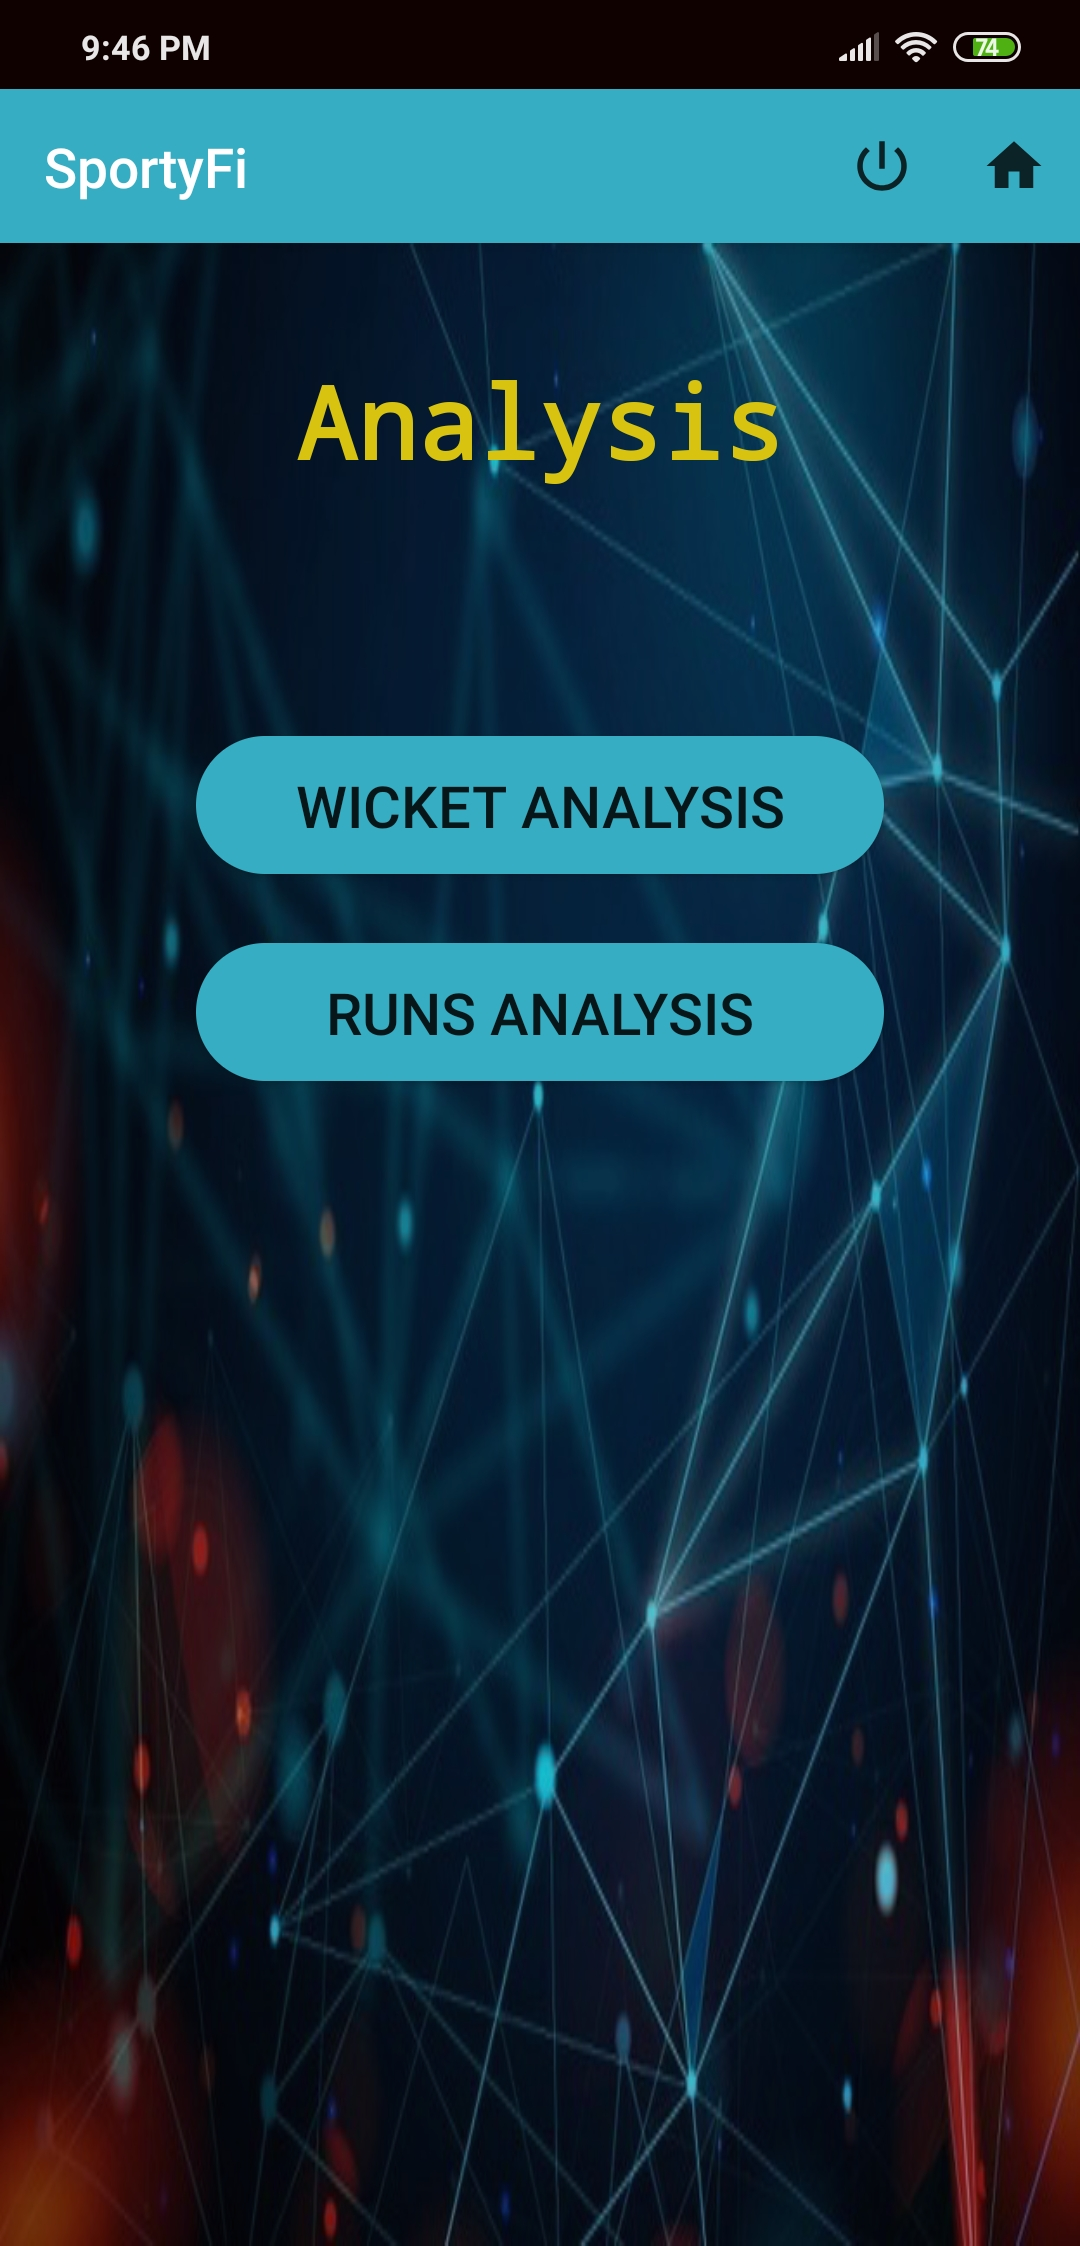 9:46 PM
74
SportyFi
Analysis
WICKET ANALYSIS
RUNS ANALYSIS